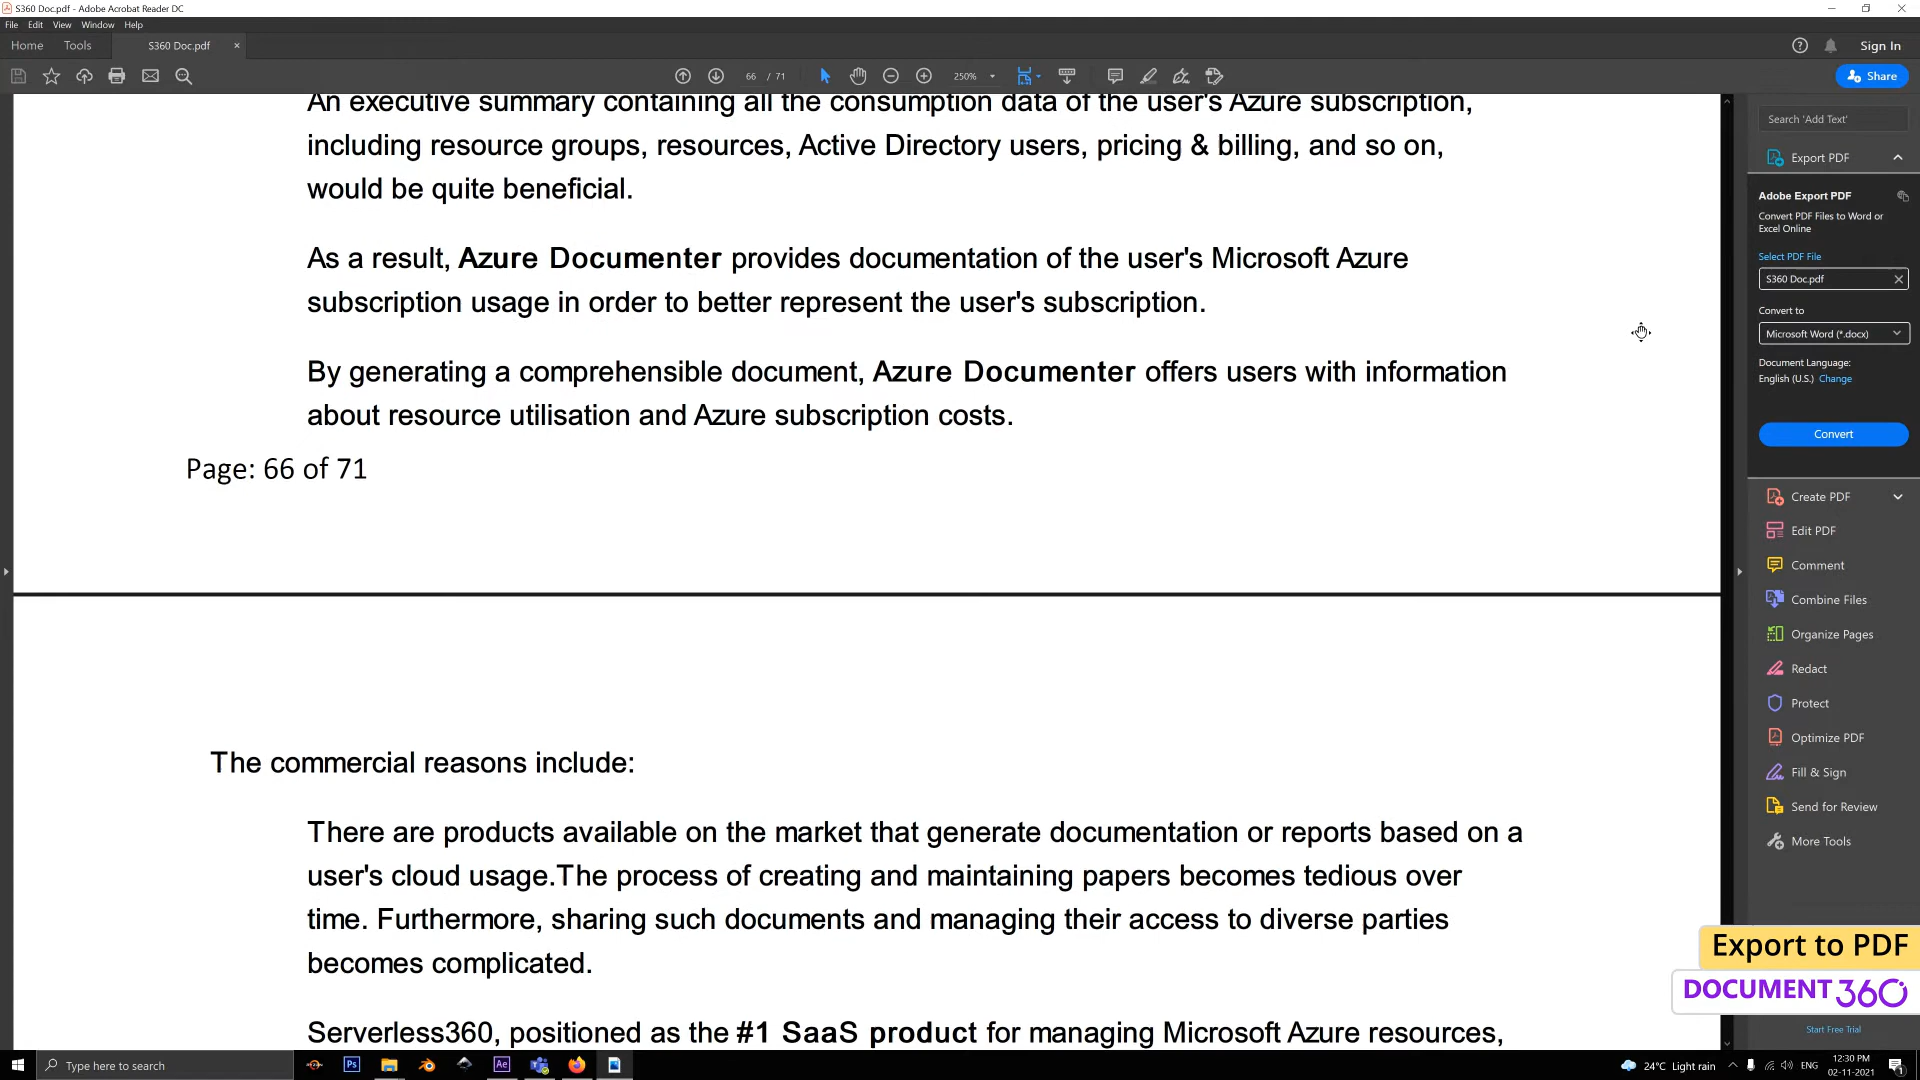 S360 Doc.pdf - Adobe Acrobat Reader DC
File Edit View Window Help
Home Tools S360 Doc.pdf × Sign In
66 / 71 250% Share
An executive summary containing all the consumption data of the user's Azure subscription,
including resource groups, resources, Active Directory users, pricing & billing, and so on,
would be quite beneficial.
As a result, Azure Documenter provides documentation of the user's Microsoft Azure
subscription usage in order to better represent the user's subscription.
By generating a comprehensible document, Azure Documenter offers users with information
about resource utilisation and Azure subscription costs.
Page: 66 of 71
The commercial reasons include:
There are products available on the market that generate documentation or reports based on a
user's cloud usage.The process of creating and maintaining papers becomes tedious over
time. Furthermore, sharing such documents and managing their access to diverse parties
becomes complicated.
Serverless360, positioned as the #1 SaaS product for managing Microsoft Azure resources,
Search 'Add Text'
Export PDF
Adobe Export PDF
Convert PDF Files to Word or
Excel Online
Select PDF File
S360 Doc.pdf
Convert to
Microsoft Word (*.docx)
Document Language:
English (U.S.) Change
Convert
Create PDF
Edit PDF
Comment
Combine Files
Organize Pages
Redact
Protect
Optimize PDF
Fill & Sign
Send for Review
More Tools
Export to PDF
DOCUMENT360
Start Free Trial
Type here to search
Ps
Ae
24°C Light rain
ENG
12:30 PM
02-11-2021